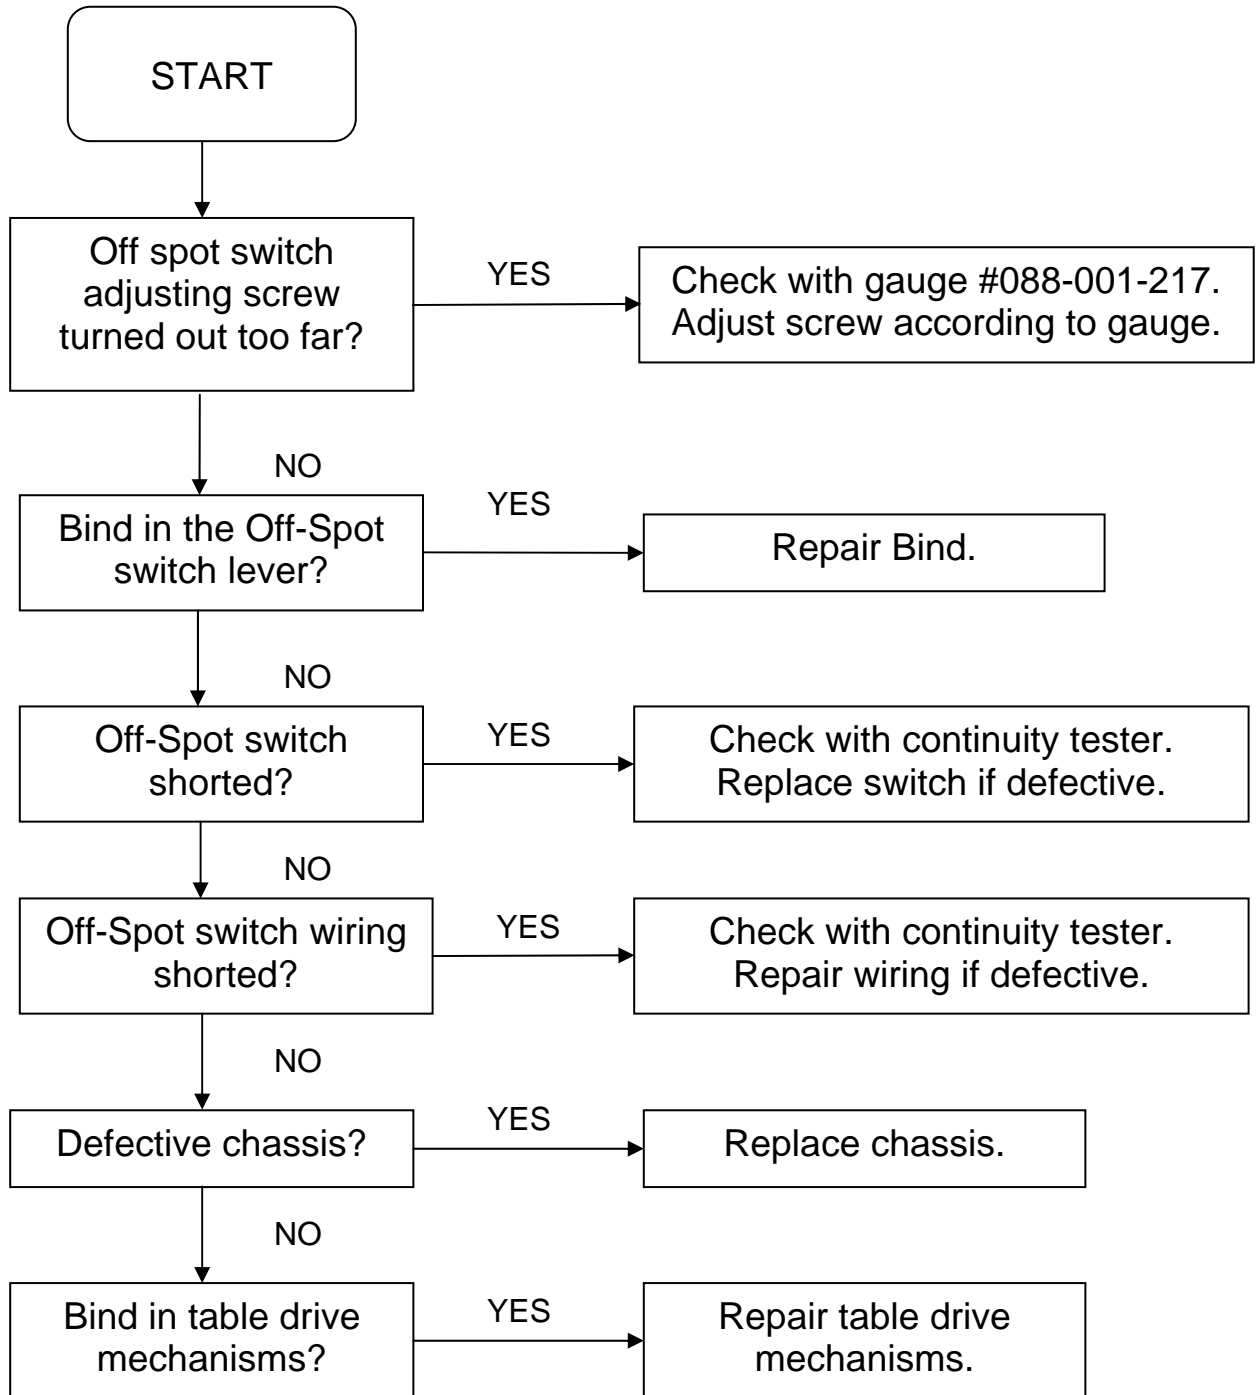 START
Off spot switch
adjusting screw
turned out too far?
YES
Check with gauge #088-001-217.
Adjust screw according to gauge.
NO
Bind in the Off-Spot
switch lever?
YES
Repair Bind.
NO
Off-Spot switch
shorted?
YES
Check with continuity tester.
Replace switch if defective.
NO
Off-Spot switch wiring
shorted?
YES
Check with continuity tester.
Repair wiring if defective.
NO
Defective chassis?
YES
Replace chassis.
NO
Bind in table drive
mechanisms?
YES
Repair table drive
mechanisms.